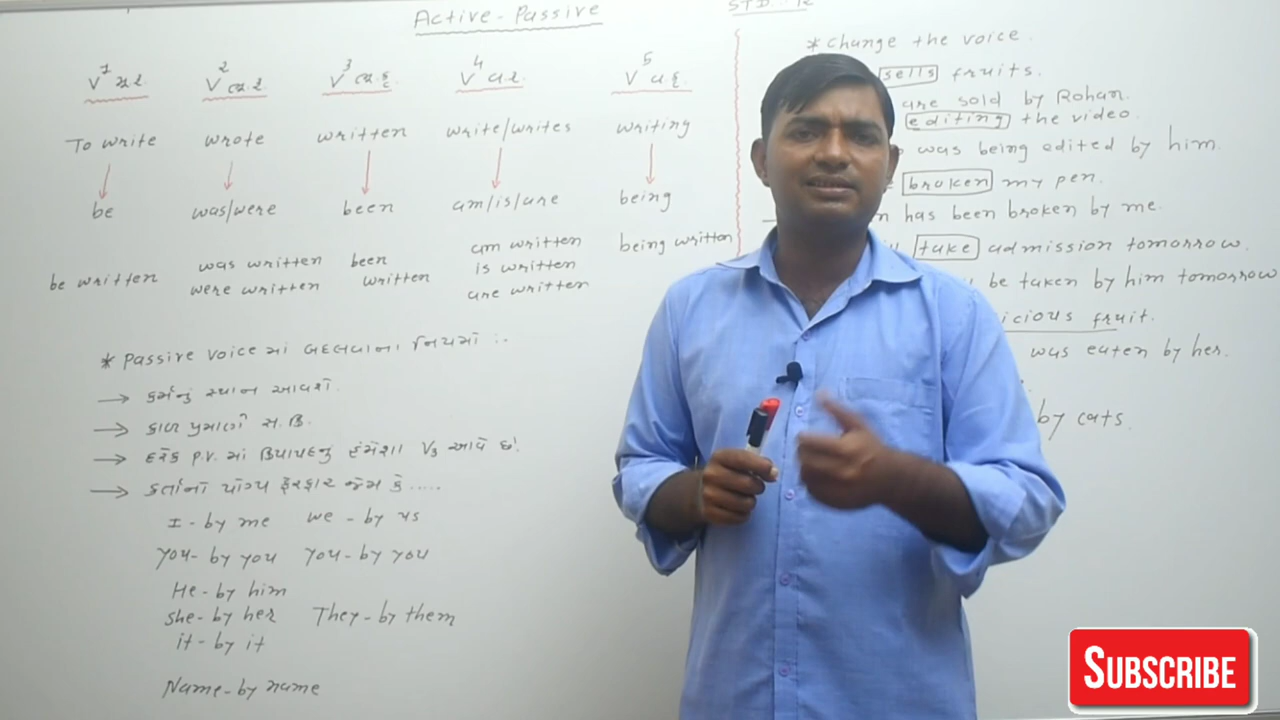 Active-Passive
STD. 12
V1 મૂ.રૂ. V2 ભૂ.રૂ. V3 ભૂ.કૃ. V4 વ.રૂ. V5 વ.કૃ.
To write wrote written write/writes writing
be was/were been am/is/are being
be written was written were written been written am written is written are written being written
* Passive voice માં બદલવાના નિયમો :-
→ કર્મનું સ્થાન આવશે.
→ કાળ પ્રમાણે સ.ક્રિ.
→ દરેક P.V. માં ક્રિયાપદનું હંમેશા V3 આવે છે.
→ કર્તાનો યોગ્ય ફેરફાર જેમ કે .....
I - by me we - by us
you - by you you - by you
He - by him
she - by her They - by them
it - by it
Name - by name
* change the voice.
sells fruits.
are sold by Rohan.
editing the video.
was being edited by him.
broken my pen.
has been broken by me.
take admission tomorrow.
be taken by him tomorrow
fruit.
was eaten by her.
by cats.
SUBSCRIBE